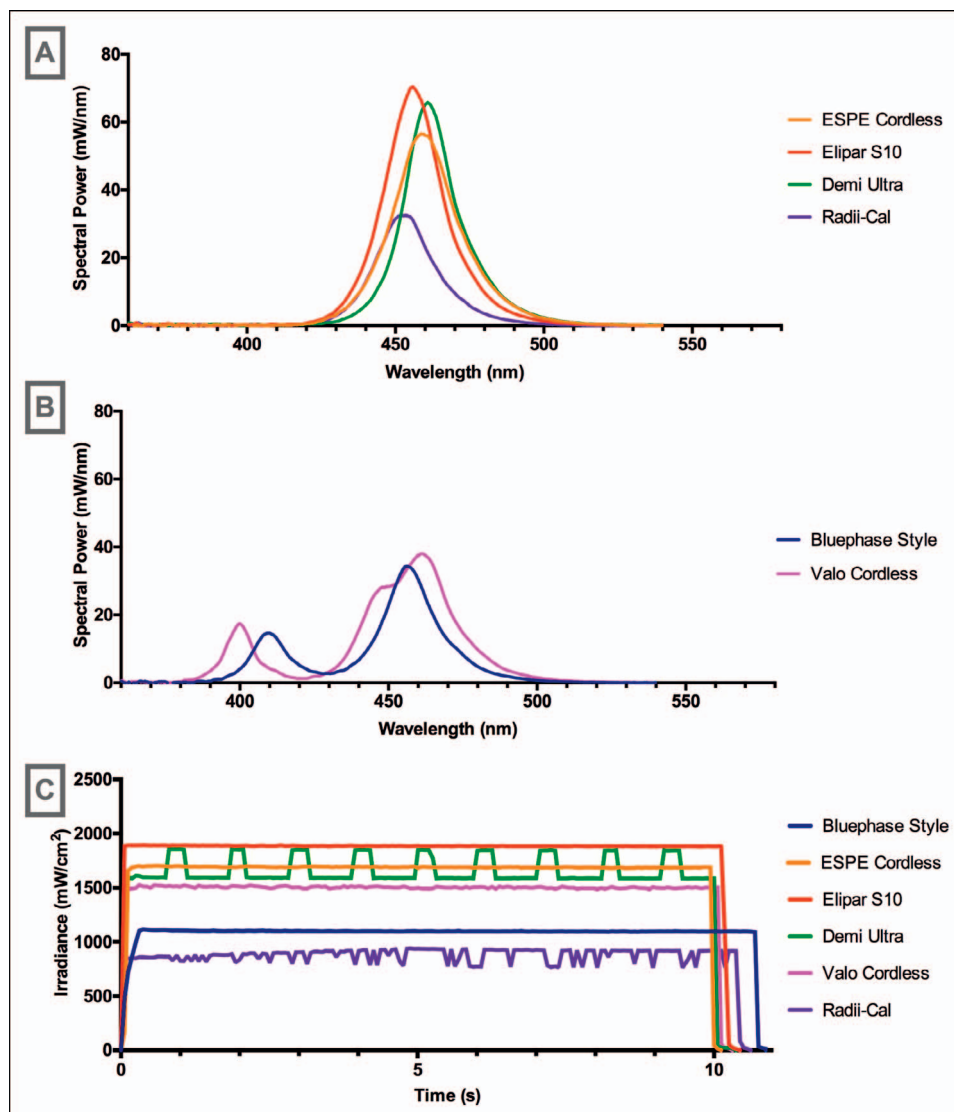 A
Spectral Power (mW/nm)
80
60
40
20
0
400
450
500
550
Wavelength (nm)
ESPE Cordless
Elipar S10
Demi Ultra
Radii-Cal
B
Spectral Power (mW/nm)
80
60
40
20
0
400
450
500
550
Wavelength (nm)
Bluephase Style
Valo Cordless
C
Irradiance (mW/cm²)
2500
2000
1500
1000
500
0
0
5
10
Time (s)
Bluephase Style
ESPE Cordless
Elipar S10
Demi Ultra
Valo Cordless
Radii-Cal